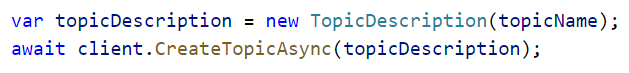 var topicDescription = new TopicDescription(topicName);
await client.CreateTopicAsync(topicDescription);